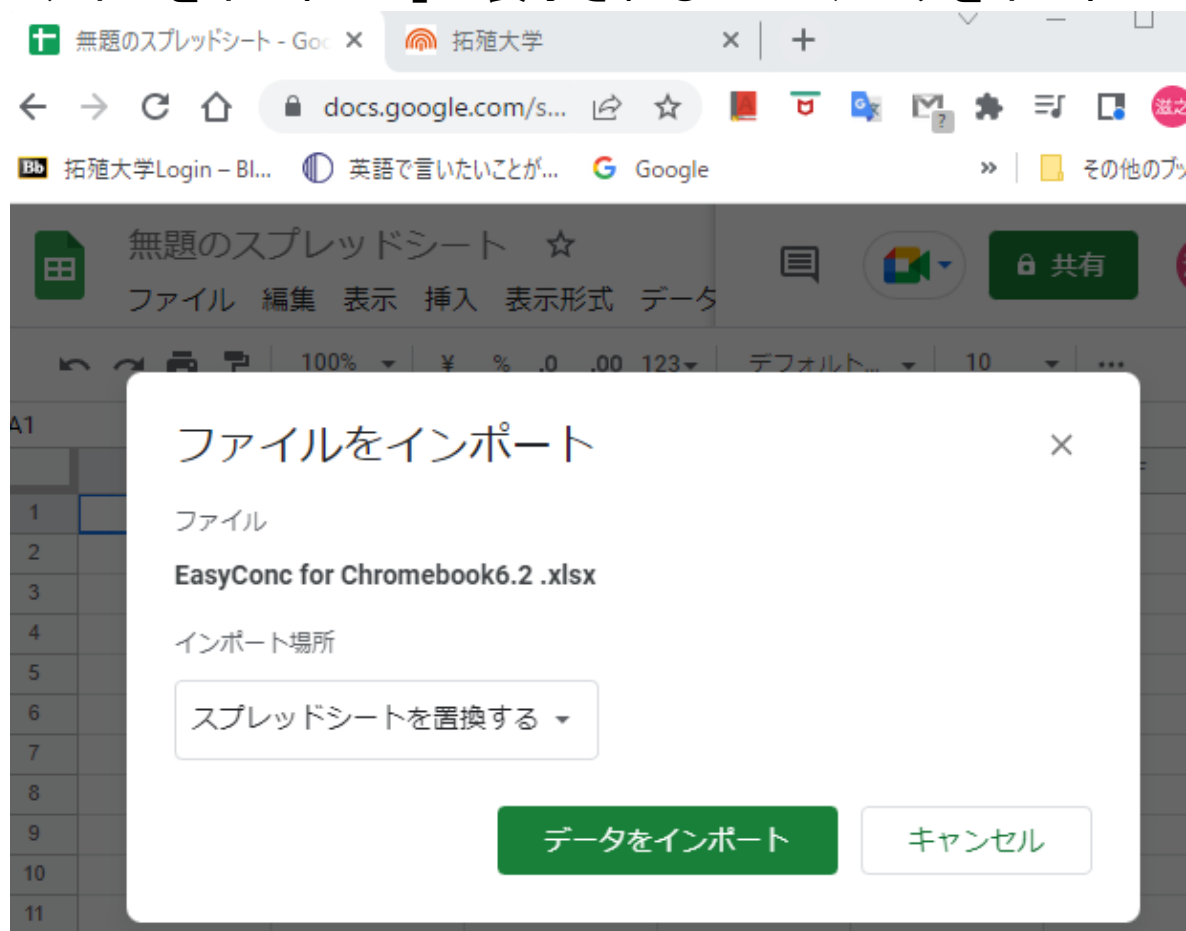 無題のスプレッドシート - Goo
拓殖大学
docs.google.com/s...
拓殖大学Login – Bl...
英語で言いたいことが...
Google
その他のブッ
無題のスプレッドシート
ファイル 編集 表示 挿入 表示形式 データ
共有
100% ¥ % .0 .00 123 デフォルト... 10 ...
A1
ファイルをインポート
ファイル
EasyConc for Chromebook6.2 .xlsx
インポート場所
スプレッドシートを置換する
データをインポート
キャンセル
1
2
3
4
5
6
7
8
9
10
11